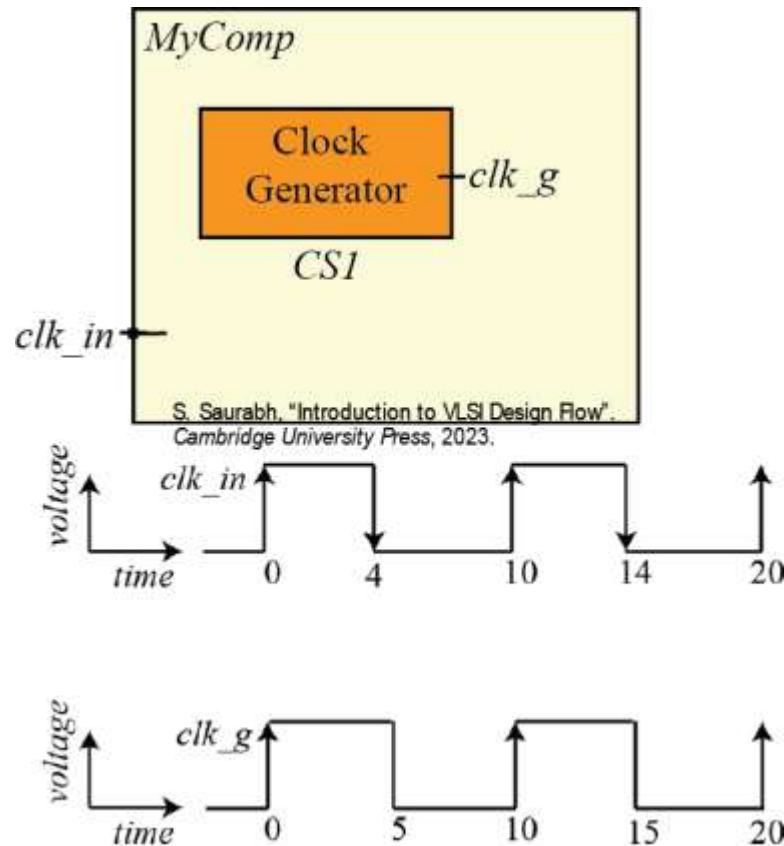 MyComp
Clock
Generator
clk_g
CS1
clk_in
S. Saurabh, "Introduction to VLSI Design Flow".
Cambridge University Press, 2023.
voltage
clk_in
time
0
4
10
14
20
voltage
clk_g
time
0
5
10
15
20